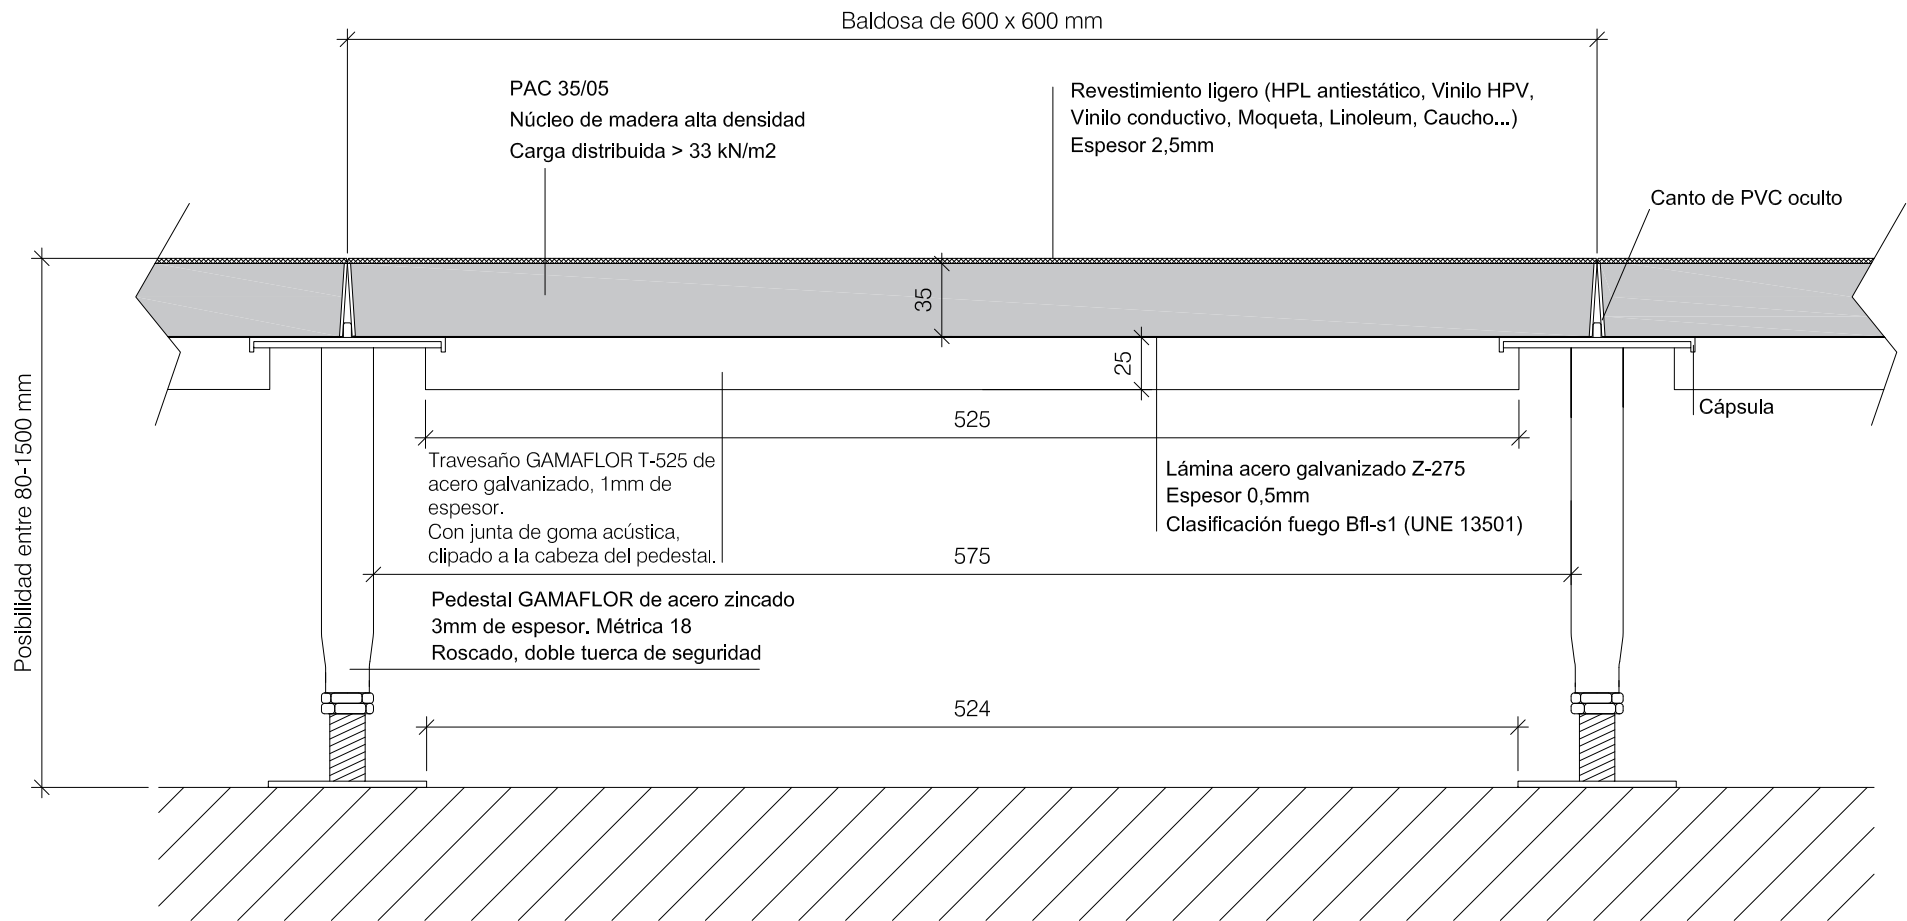 Baldosa de 600 x 600 mm
PAC 35/05
Núcleo de madera alta densidad
Carga distribuida > 33 kN/m2
Revestimiento ligero (HPL antiestático, Vinilo HPV,
Vinilo conductivo, Moqueta, Linoleum, Caucho...)
Espesor 2,5mm
Canto de PVC oculto
35
25
Cápsula
525
Travesaño GAMAFLOR T-525 de
acero galvanizado, 1mm de
espesor.
Con junta de goma acústica,
clipado a la cabeza del pedestal.
Lámina acero galvanizado Z-275
Espesor 0,5mm
Clasificación fuego Bfl-s1 (UNE 13501)
575
Pedestal GAMAFLOR de acero zincado
3mm de espesor. Métrica 18
Roscado, doble tuerca de seguridad
524
Posibilidad entre 80-1500 mm